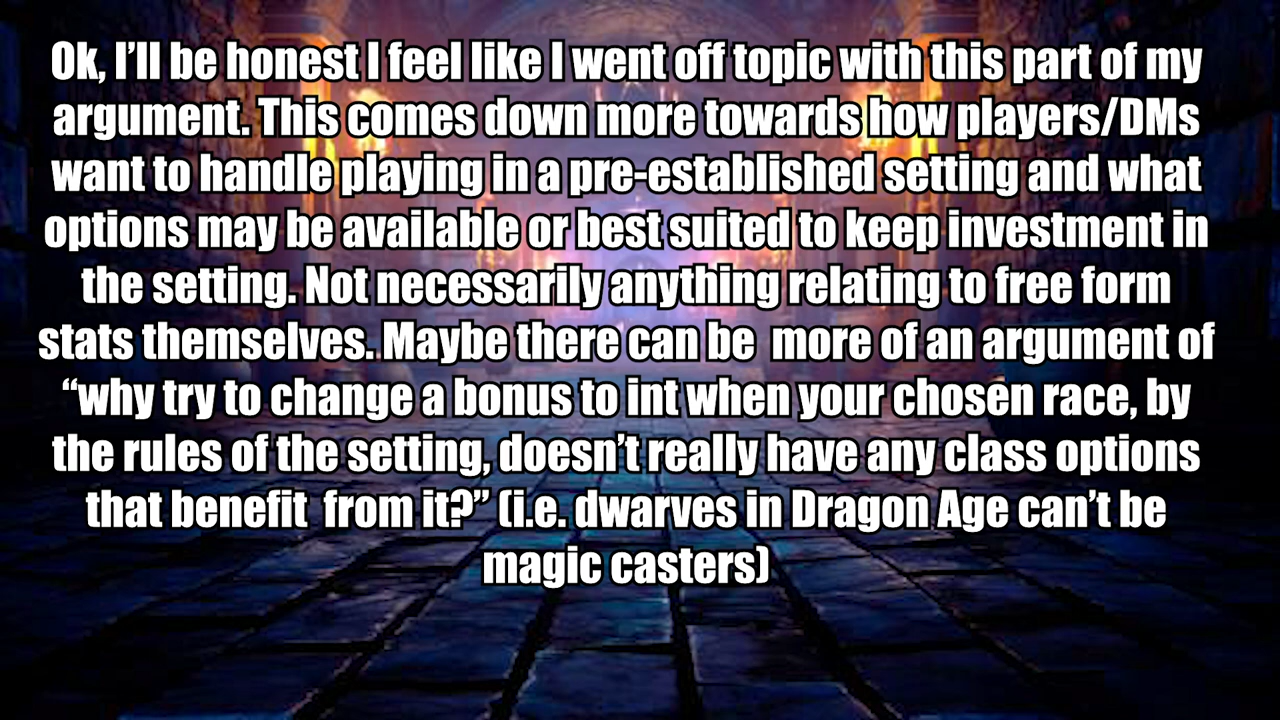 Ok, I’ll be honest I feel like I went off topic with this part of my
argument. This comes down more towards how players/DMs
want to handle playing in a pre-established setting and what
options may be available or best suited to keep investment in
the setting. Not necessarily anything relating to free form
stats themselves. Maybe there can be  more of an argument of
“why try to change a bonus to int when your chosen race, by
the rules of the setting, doesn’t really have any class options
that benefit  from it?” (i.e. dwarves in Dragon Age can’t be
magic casters)